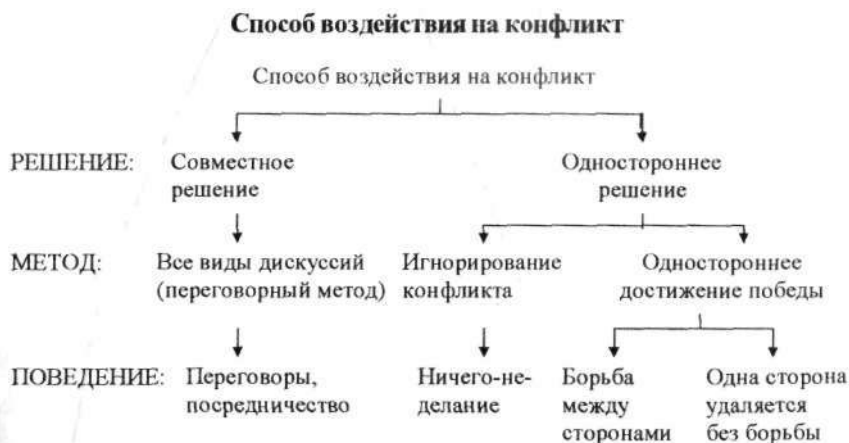 Способ воздействия на конфликт
Способ воздействия на конфликт
РЕШЕНИЕ: Совместное Одностороннее
решение решение
МЕТОД: Все виды дискуссий Игнорирование Одностороннее
(переговорный метод) конфликта достижение победы
ПОВЕДЕНИЕ: Переговоры, Ничего-не- Борьба Одна сторона
посредничество делание между удаляется
сторонами без борьбы